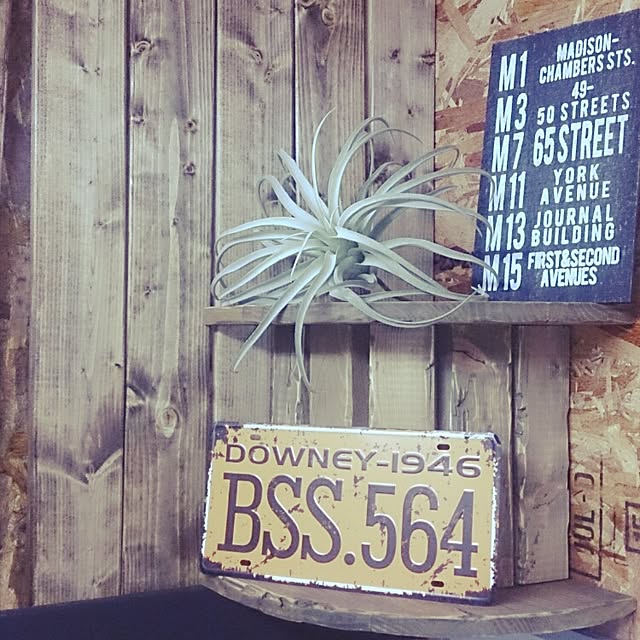 M1 MADISON-
CHAMBERS STS.
M3 49-
50 STREETS
M7 65 STREET
M11 YORK
AVENUE
M13 JOURNAL
BUILDING
M15 FIRST&SECOND
AVENUES
DOWNEY-1946
BSS.564